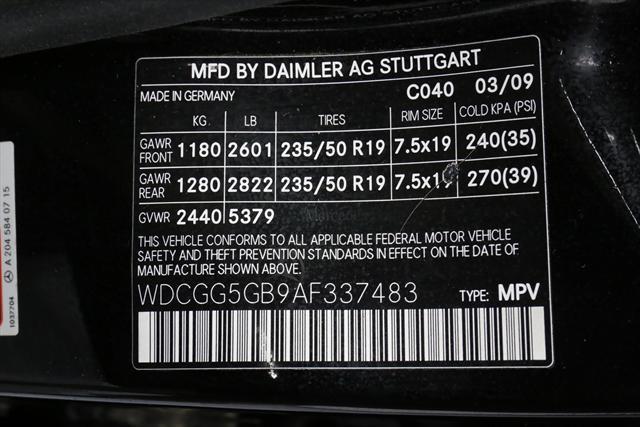 MFD BY DAIMLER AG STUTTGART
MADE IN GERMANY C040 03/09
KG LB TIRES RIM SIZE COLD KPA (PSI)
GAWR FRONT 1180 2601 235/50 R19 7.5x19 240(35)
GAWR REAR 1280 2822 235/50 R19 7.5x19 270(39)
GVWR 2440 5379
THIS VEHICLE CONFORMS TO ALL APPLICABLE FEDERAL MOTOR VEHICLE
SAFETY AND THEFT PREVENTION STANDARDS IN EFFECT ON THE DATE OF
MANUFACTURE SHOWN ABOVE.
WDCGG5GB9AF337483 TYPE: MPV
A 204 584 07 15
1037704